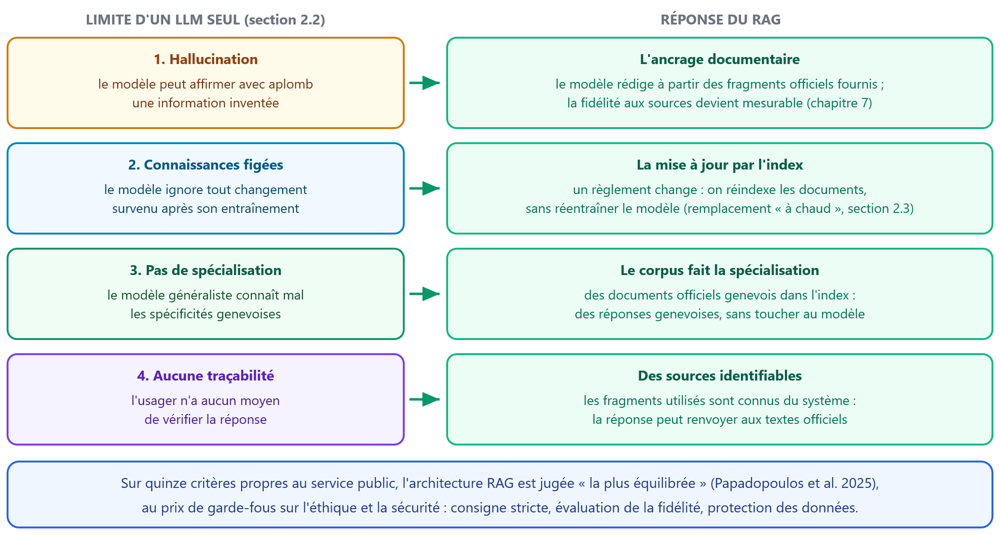 LIMITE D'UN LLM SEUL (section 2.2)
RÉPONSE DU RAG
1. Hallucination
le modèle peut affirmer avec aplomb
une information inventée
L'ancrage documentaire
le modèle rédige à partir des fragments officiels fournis ;
la fidélité aux sources devient mesurable (chapitre 7)
2. Connaissances figées
le modèle ignore tout changement
survenu après son entraînement
La mise à jour par l'index
un règlement change : on réindexe les documents,
sans réentraîner le modèle (remplacement « à chaud », section 2.3)
3. Pas de spécialisation
le modèle généraliste connaît mal
les spécificités genevoises
Le corpus fait la spécialisation
des documents officiels genevois dans l'index :
des réponses genevoises, sans toucher au modèle
4. Aucune traçabilité
l'usager n'a aucun moyen
de vérifier la réponse
Des sources identifiables
les fragments utilisés sont connus du système :
la réponse peut renvoyer aux textes officiels
Sur quinze critères propres au service public, l'architecture RAG est jugée « la plus équilibrée » (Papadopoulos et al. 2025),
au prix de garde-fous sur l'éthique et la sécurité : consigne stricte, évaluation de la fidélité, protection des données.